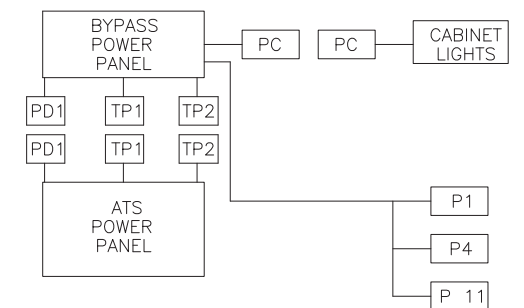 BYPASS
POWER
PANEL
PC
PC
CABINET
LIGHTS
PD1
TP1
TP2
PD1
TP1
TP2
ATS
POWER
PANEL
P1
P4
P 11